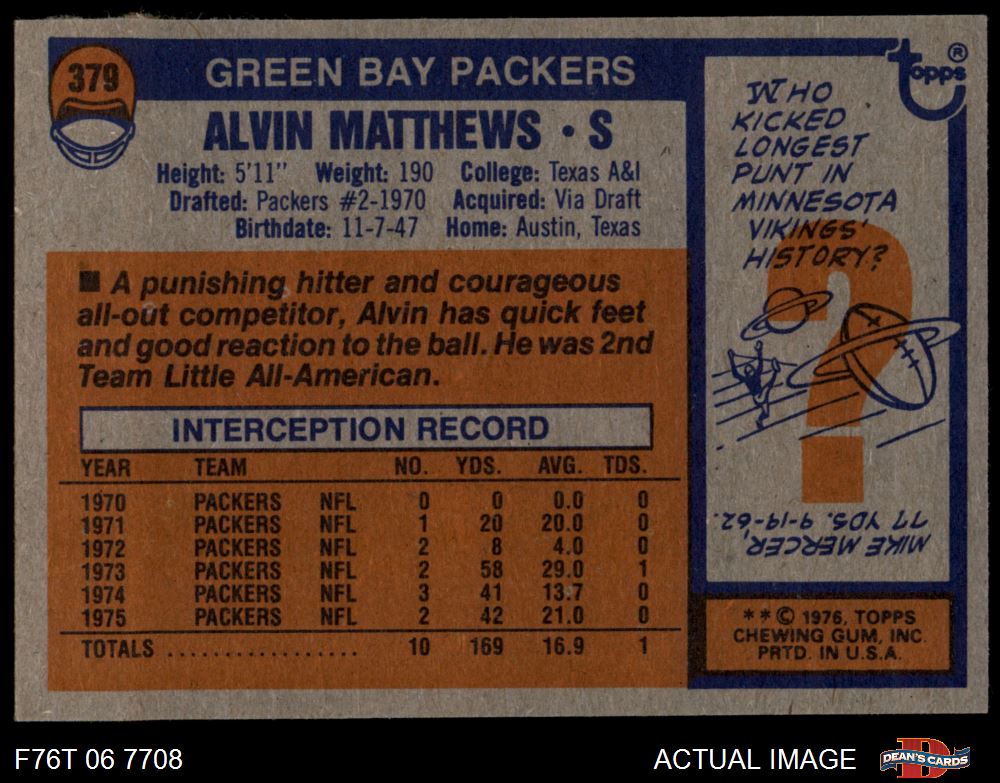 379
GREEN BAY PACKERS
Topps®
ALVIN MATTHEWS • S
Height: 5'11" Weight: 190 College: Texas A&I
Drafted: Packers #2-1970 Acquired: Via Draft
Birthdate: 11-7-47 Home: Austin, Texas
■ A punishing hitter and courageous
all-out competitor, Alvin has quick feet
and good reaction to the ball. He was 2nd
Team Little All-American.
INTERCEPTION RECORD
YEAR TEAM NO. YDS. AVG. TDS.
1970 PACKERS NFL 0 0 0.0 0
1971 PACKERS NFL 1 20 20.0 0
1972 PACKERS NFL 2 8 4.0 0
1973 PACKERS NFL 2 58 29.0 1
1974 PACKERS NFL 3 41 13.7 0
1975 PACKERS NFL 2 42 21.0 0
TOTALS .................. 10 169 16.9 1
WHO
KICKED
LONGEST
PUNT IN
MINNESOTA
VIKINGS'
HISTORY?
?
MIKE MERCER,
77 YDS. 9-19-'62.
**© 1976, TOPPS
CHEWING GUM, INC.
PRTD. IN U.S.A.
F76T 06 7708
ACTUAL IMAGE
D
DEAN'S CARDS